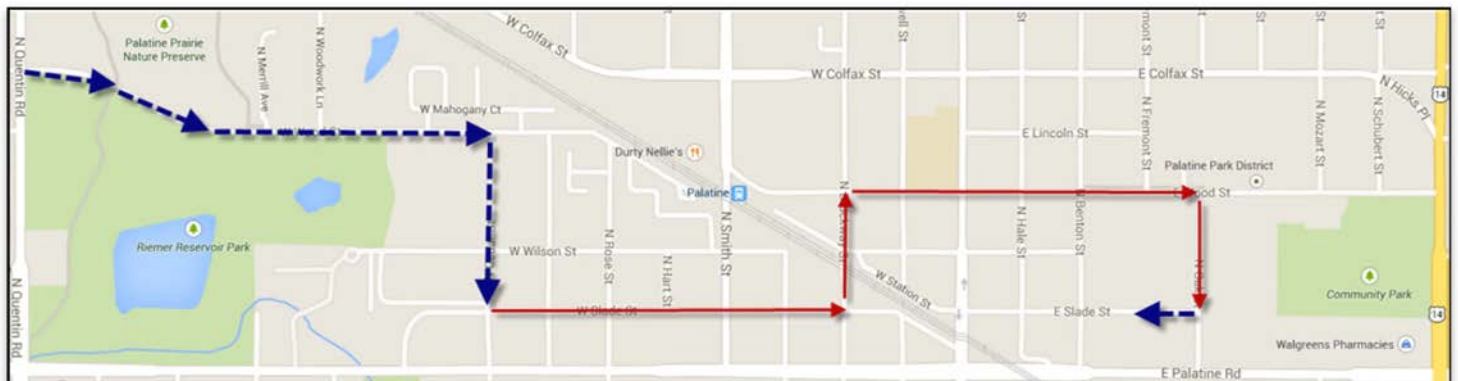 N Quentin Rd
Palatine Prairie
Nature Preserve
N Merrill Ave
N Woodwork Ln
W Colfax St
W Colfax St
E Colfax St
N Hicks Pl
14
W Mahogany Ct
E Lincoln St
N Fremont St
N Mozart St
N Schubert St
Durty Nellie's
Palatine
Palatine Park District
N Smith St
N Rose St
N Hart St
W Wilson St
Riemer Reservoir Park
N Quentin Rd
N Hale St
N Benton St
W Station St
W Slade St
E Slade St
Community Park
14
Walgreens Pharmacies
E Palatine Rd